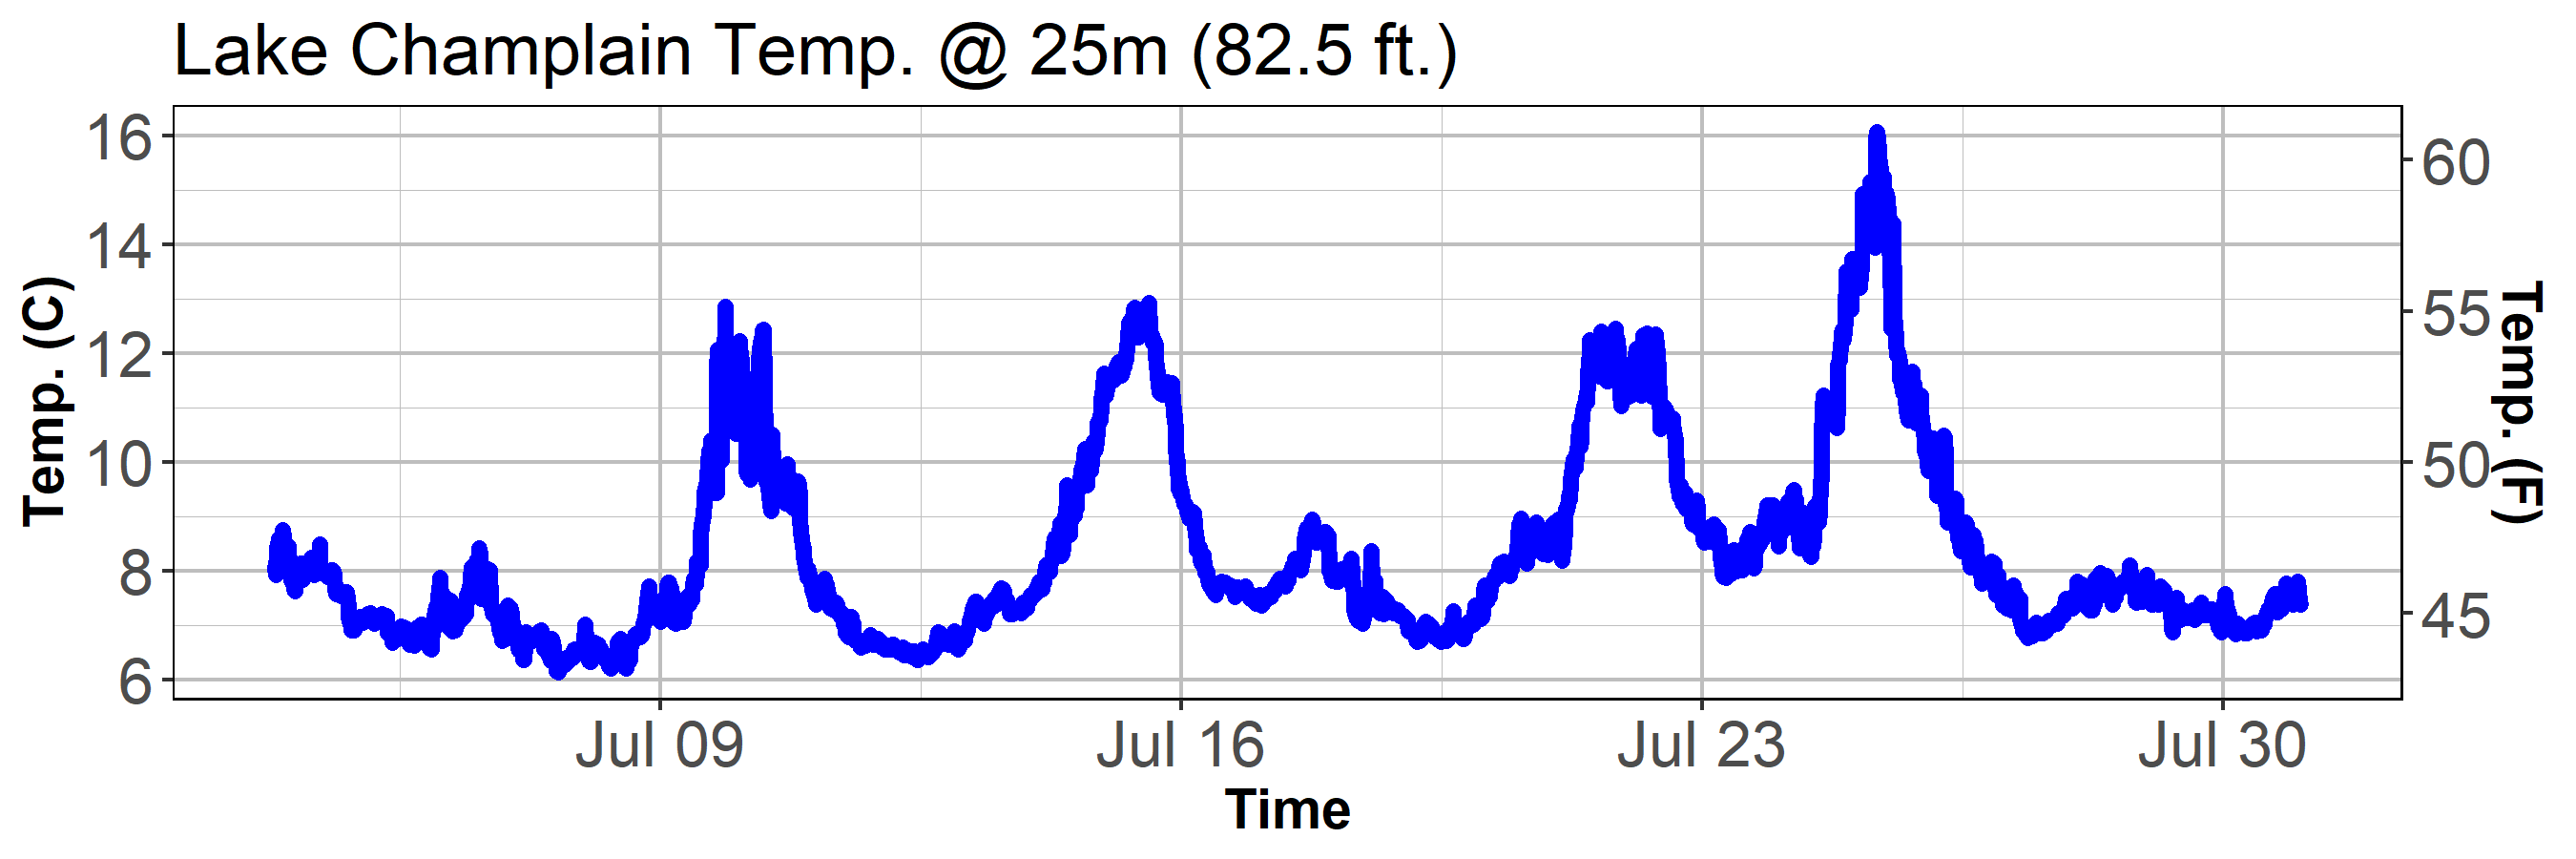 Lake Champlain Temp. @ 25m (82.5 ft.)
Temp. (C)
16
14
12
10
8
6
60
55
50
45
Temp. (F)
Jul 09 Jul 16 Jul 23 Jul 30
Time